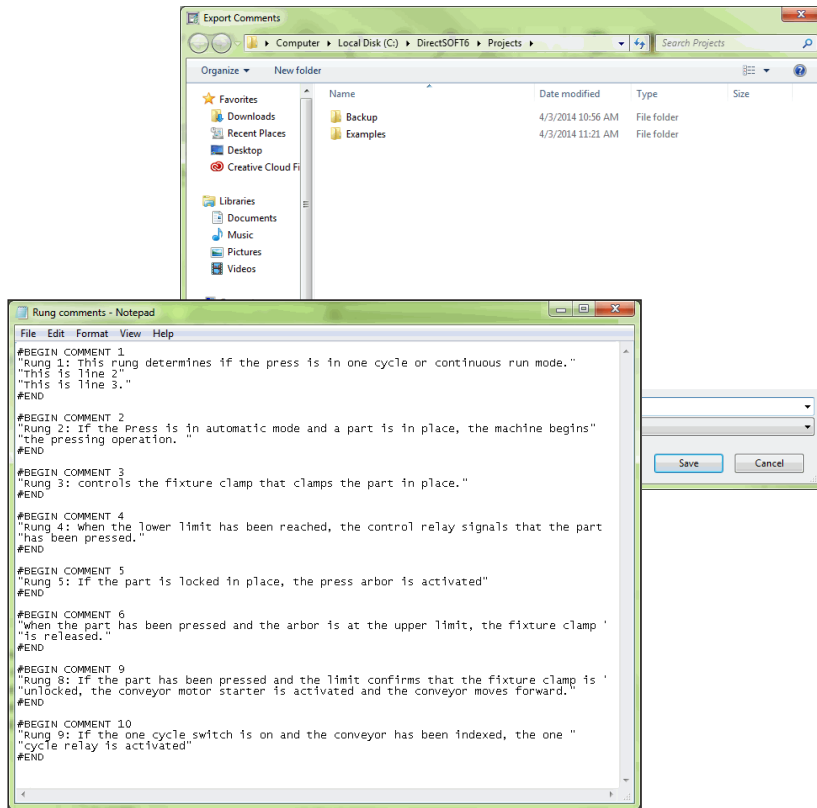 Export Comments
Computer Local Disk (C:) DirectSOFT6 Projects
Search Projects
Organize New folder
Name Date modified Type Size
Favorites
Downloads
Recent Places
Desktop
Creative Cloud Fi
Libraries
Documents
Music
Pictures
Videos
Backup 4/3/2014 10:56 AM File folder
Examples 4/3/2014 11:21 AM File folder
Save Cancel
Rung comments - Notepad
File Edit Format View Help
#BEGIN COMMENT 1
"Rung 1: This rung determines if the press is in one cycle or continuous run mode."
"This is line 2"
"This is line 3."
#END
#BEGIN COMMENT 2
"Rung 2: If the Press is in automatic mode and a part is in place, the machine begins"
"the pressing operation. "
#END
#BEGIN COMMENT 3
"Rung 3: controls the fixture clamp that clamps the part in place."
#END
#BEGIN COMMENT 4
"Rung 4: When the lower limit has been reached, the control relay signals that the part
"has been pressed."
#END
#BEGIN COMMENT 5
"Rung 5: If the part is locked in place, the press arbor is activated"
#END
#BEGIN COMMENT 6
"When the part has been pressed and the arbor is at the upper limit, the fixture clamp '
"is released."
#END
#BEGIN COMMENT 9
"Rung 8: If the part has been pressed and the limit confirms that the fixture clamp is '
"unlocked, the conveyor motor starter is activated and the conveyor moves forward."
#END
#BEGIN COMMENT 10
"Rung 9: If the one cycle switch is on and the conveyor has been indexed, the one "
"cycle relay is activated"
#END